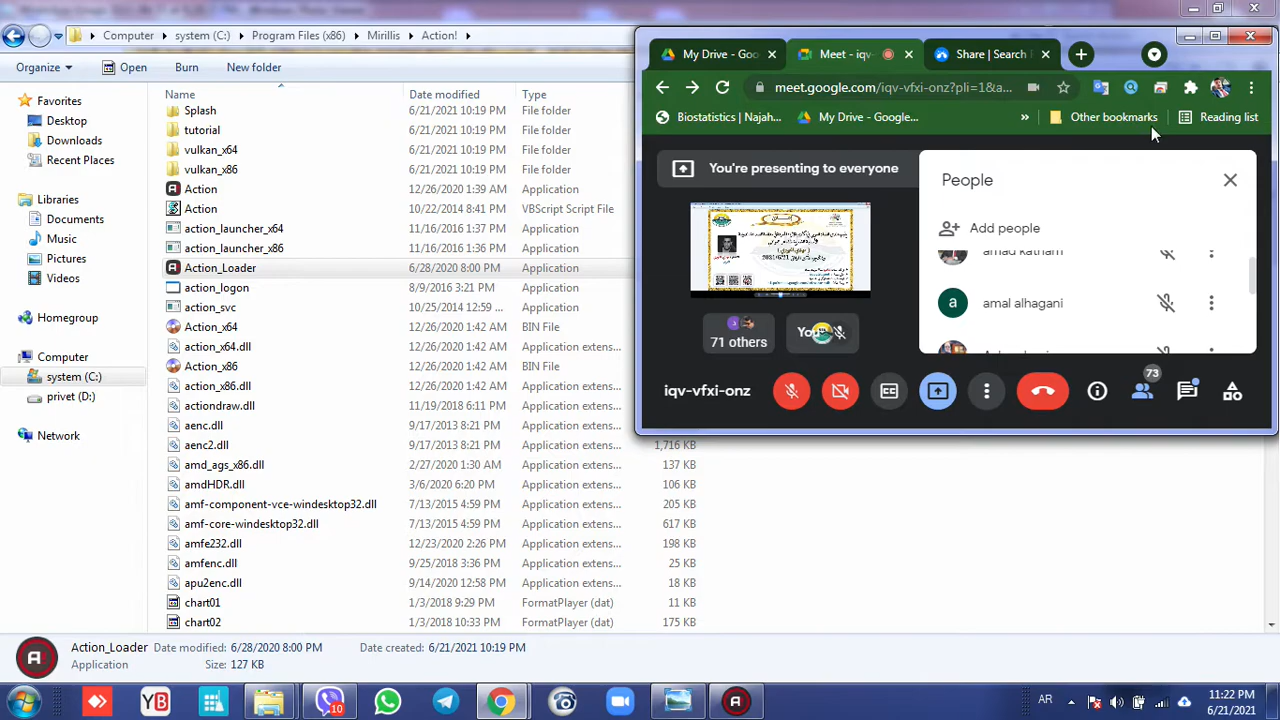 Computer ▸ system (C:) ▸ Program Files (x86) ▸ Mirillis ▸ Action! ▸
Organize ▾ Open Burn New folder
Favorites
Desktop
Downloads
Recent Places
Libraries
Documents
Music
Pictures
Videos
Homegroup
Computer
system (C:)
privet (D:)
Network
Name Date modified Type
Splash 6/21/2021 10:19 PM File folder
tutorial 6/21/2021 10:19 PM File folder
vulkan_x64 6/21/2021 10:19 PM File folder
vulkan_x86 6/21/2021 10:19 PM File folder
Action 12/26/2020 1:39 AM Application
Action 10/22/2014 8:41 PM VBScript Script File
action_launcher_x64 11/16/2016 1:37 PM Application
action_launcher_x86 11/16/2016 1:36 PM Application
Action_Loader 6/28/2020 8:00 PM Application
action_logon 8/9/2016 3:21 PM Application
action_svc 10/25/2014 12:59 ... Application
Action_x64 12/26/2020 1:42 AM BIN File
action_x64.dll 12/26/2020 1:42 AM Application extens...
Action_x86 12/26/2020 1:42 AM BIN File
action_x86.dll 12/26/2020 1:42 AM Application extens...
actiondraw.dll 11/19/2018 6:11 PM Application extens...
aenc.dll 9/17/2013 8:21 PM Application extens...
aenc2.dll 9/17/2013 8:21 PM Application extens... 1,716 KB
amd_ags_x86.dll 2/27/2020 1:30 AM Application extens... 137 KB
amdHDR.dll 3/6/2020 6:20 PM Application extens... 106 KB
amf-component-vce-windesktop32.dll 7/13/2015 4:59 PM Application extens... 205 KB
amf-core-windesktop32.dll 7/13/2015 4:59 PM Application extens... 617 KB
amfe232.dll 12/23/2020 2:26 AM Application extens... 198 KB
amfenc.dll 9/25/2018 3:36 PM Application extens... 25 KB
apu2enc.dll 9/14/2020 12:58 PM Application extens... 18 KB
chart01 1/3/2018 9:29 PM FormatPlayer (dat) 11 KB
chart02 1/3/2018 10:33 PM FormatPlayer (dat) 175 KB
Action_Loader Date modified: 6/28/2020 8:00 PM Date created: 6/21/2021 10:19 PM
Application Size: 127 KB
My Drive - Goo
Meet - iqv-
Share | Search
meet.google.com/iqv-vfxi-onz?pli=1&a...
Biostatistics | Najah...
My Drive - Google...
» Other bookmarks
Reading list
You're presenting to everyone
71 others
You
People
Add people
amad katham
a amal alhagani
iqv-vfxi-onz
73
YB
10
AR
11:22 PM
6/21/2021